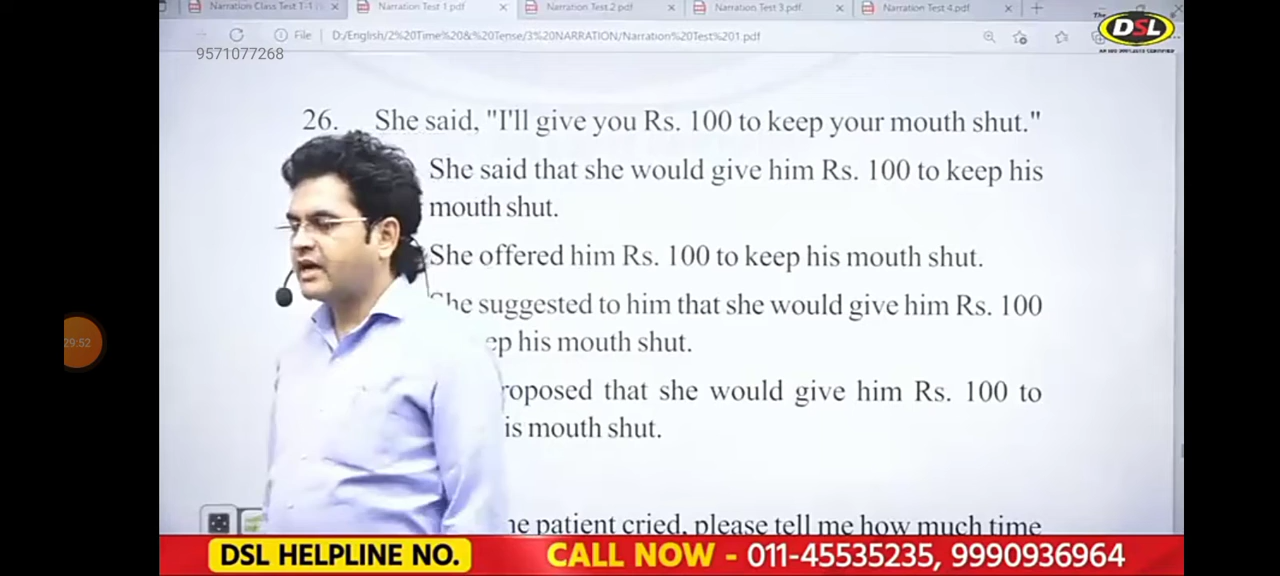 Narration Class Test 1-1
Narration Test 1.pdf
Narration Test 2.pdf
Narration Test 3.pdf
Narration Test 4.pdf
File
D:/English/2%20Time%20&%20Tense/3%20NARRATION/Narration%20Test%201.pdf
The
DSL
9571077268
26. She said, "I'll give you Rs. 100 to keep your mouth shut."
She said that she would give him Rs. 100 to keep his
mouth shut.
She offered him Rs. 100 to keep his mouth shut.
She suggested to him that she would give him Rs. 100
ep his mouth shut.
29:52
roposed that she would give him Rs. 100 to
is mouth shut.
ne patient cried, please tell me how much time
DSL HELPLINE NO. CALL NOW - 011-45535235, 9990936964